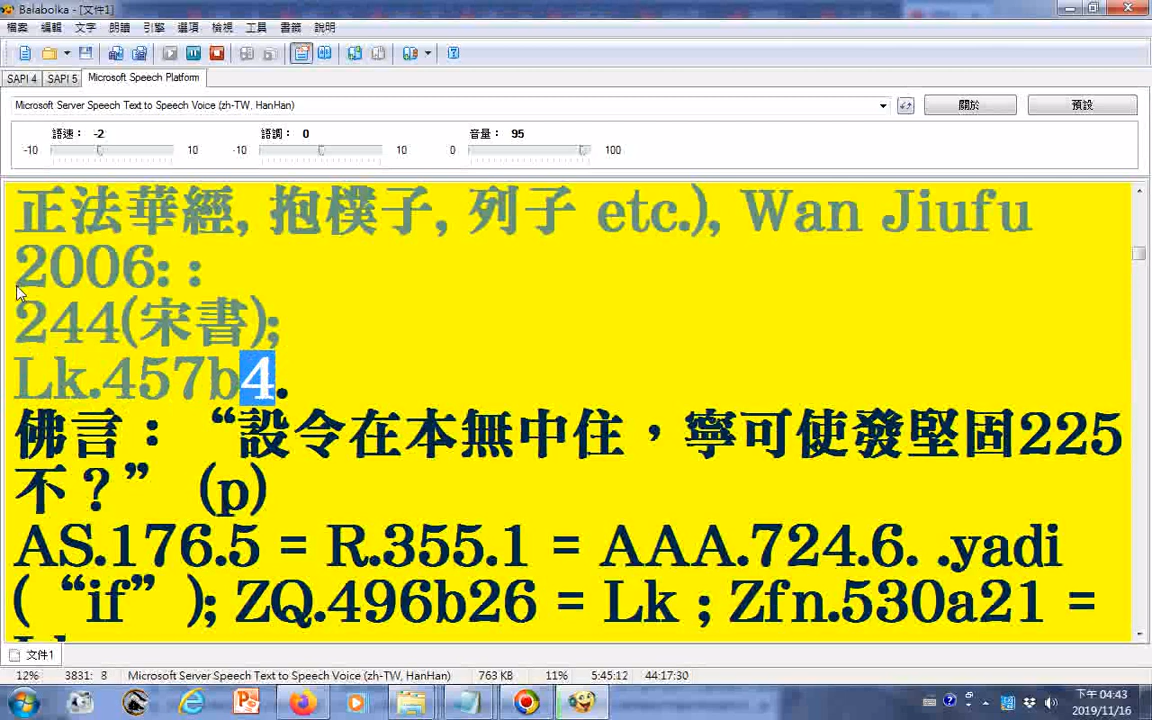 Balabolka - [文件1]
檔案 編輯 文字 朗讀 引擎 選項 檢視 工具 書籤 說明
SAPI 4 SAPI 5 Microsoft Speech Platform
Microsoft Server Speech Text to Speech Voice (zh-TW, HanHan) 關於 預設
語速： -2 語調： 0 音量： 95
-10 10 -10 10 0 100
正法華經, 抱樸子, 列子 etc.), Wan Jiufu
2006: :
244(宋書);
Lk.457b4.
佛言：“設令在本無中住，寧可使發堅固225
不？” (p)
AS.176.5 = R.355.1 = AAA.724.6. .yadi
(“if”); ZQ.496b26 = Lk ; Zfn.530a21 =
文件1
12% 3831: 8 Microsoft Server Speech Text to Speech Voice (zh-TW, HanHan) 763 KB 11% 5:45:12 44:17:30
下午 04:43
2019/11/16